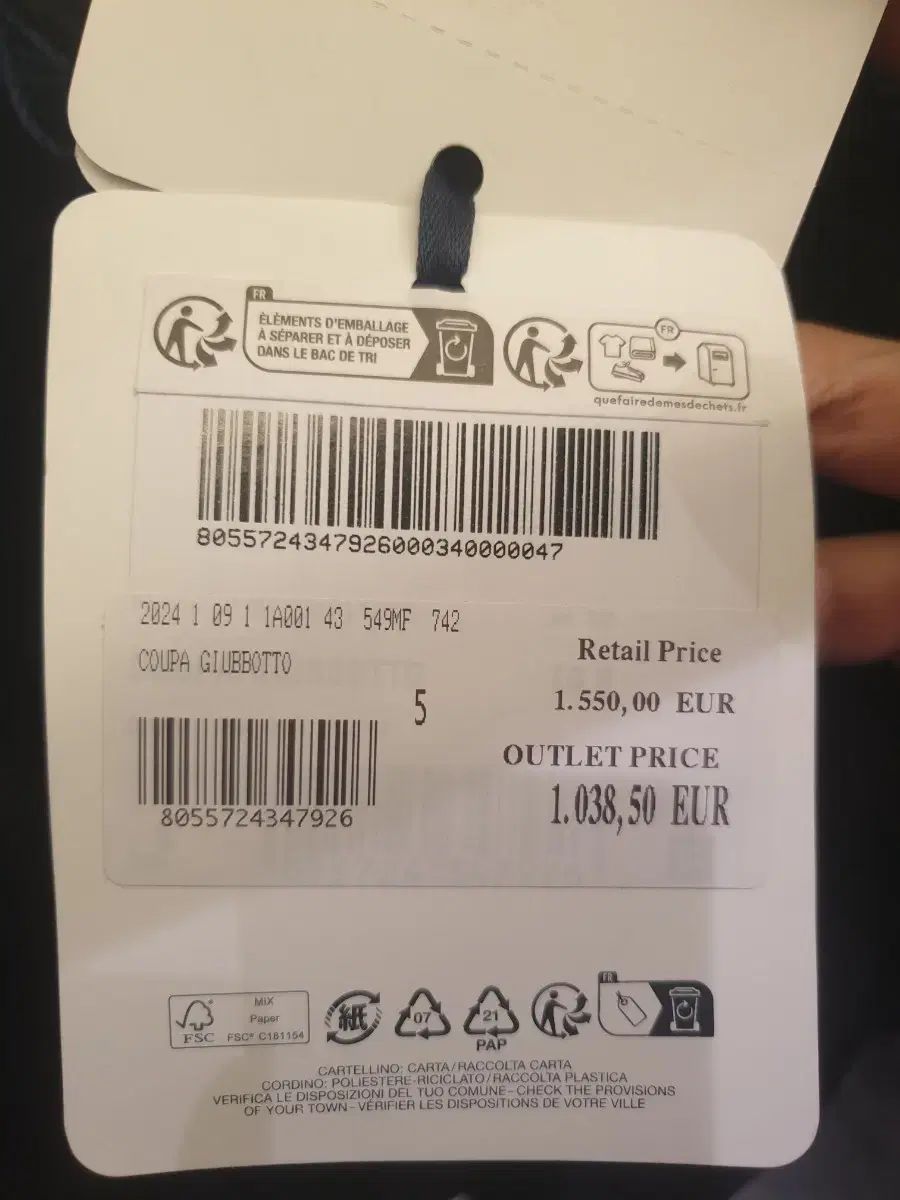 FR
ÉLÉMENTS D'EMBALLAGE
À SÉPARER ET À DÉPOSER
DANS LE BAC DE TRI
FR
quefairedemesdechets.fr
805572434792600034000​0047
2024 1 09 1 1A001 43 549MF 742
COUPA GIUBBOTTO
5
Retail Price
1.550,00 EUR
OUTLET PRICE
1.038,50 EUR
8055724347926
MIX
Paper
FSC
FSC® C181154
紙
07
21
PAP
FR
CARTELLINO: CARTA/RACCOLTA CARTA
CORDINO: POLIESTERE-RICICLATO/RACCOLTA PLASTICA
VERIFICA LE DISPOSIZIONI DEL TUO COMUNE-CHECK THE PROVISIONS
OF YOUR TOWN-VÉRIFIER LES DISPOSITIONS DE VOTRE VILLE